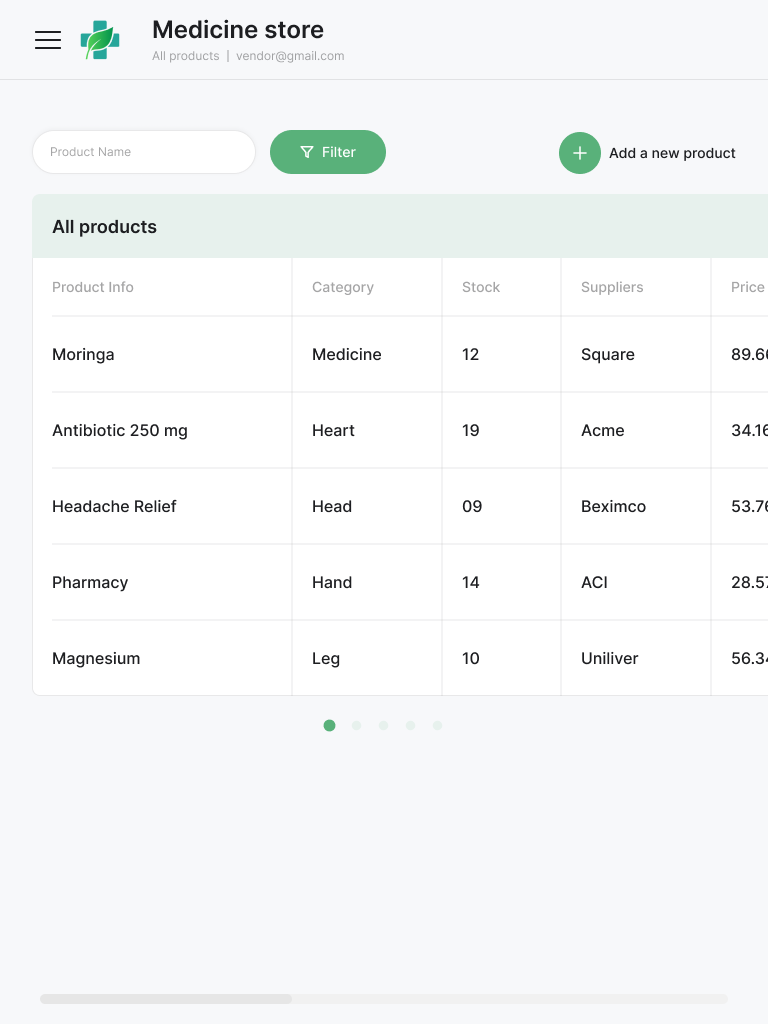 Medicine store
All products | vendor@gmail.com
Product Name
Filter
Add a new product
All products
Product Info Category Stock Suppliers Price
Moringa Medicine 12 Square
Antibiotic 250 mg Heart 19 Acme
Headache Relief Head 09 Beximco
Pharmacy Hand 14 ACI
Magnesium Leg 10 Uniliver